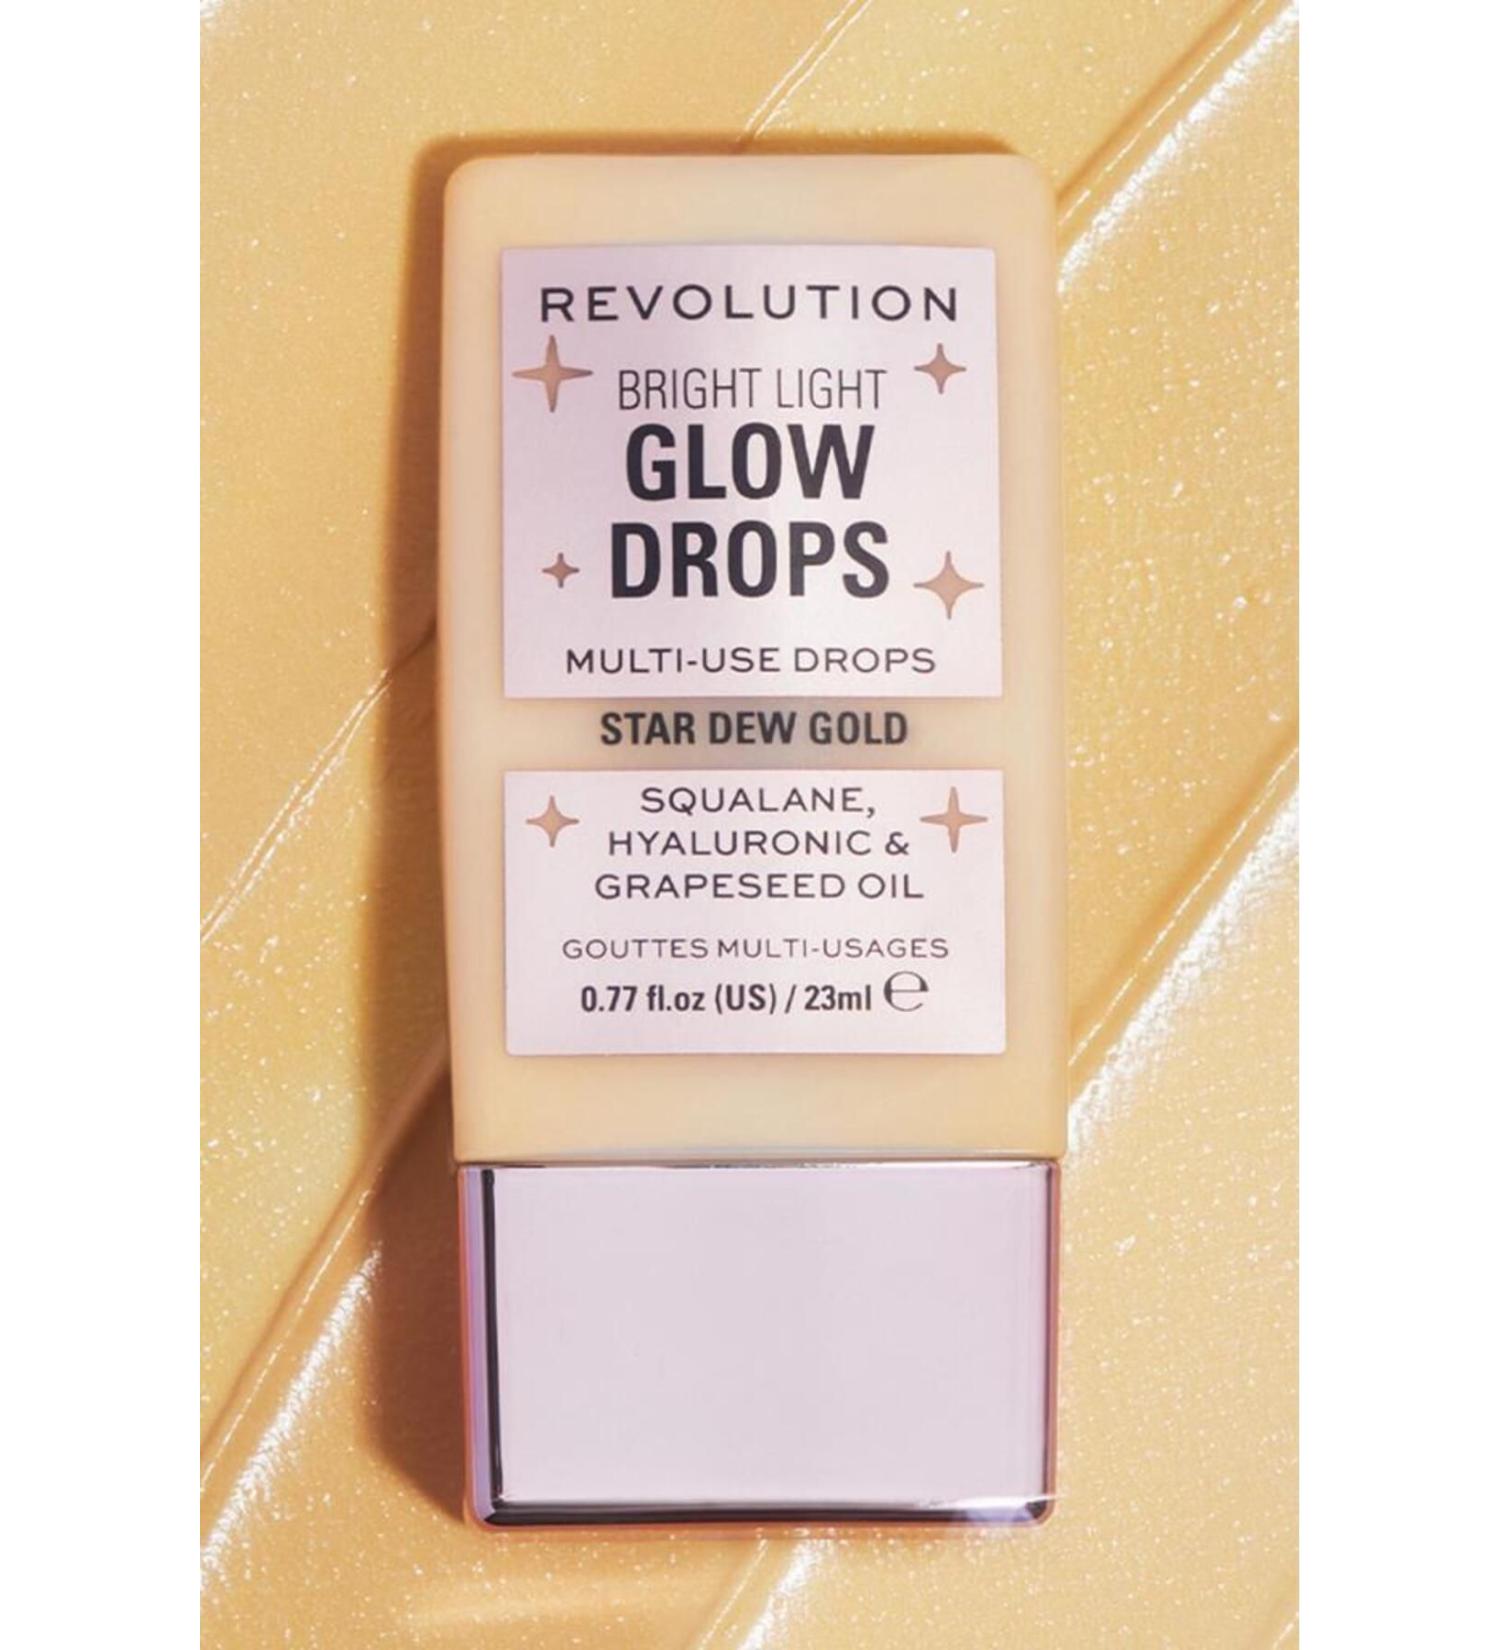 REVOLUTION
BRIGHT LIGHT
GLOW
DROPS
MULTI-USE DROPS
STAR DEW GOLD
SQUALANE,
HYALURONIC &
GRAPESEED OIL
GOUTTES MULTI-USAGES
0.77 fl.oz (US) / 23ml ℮